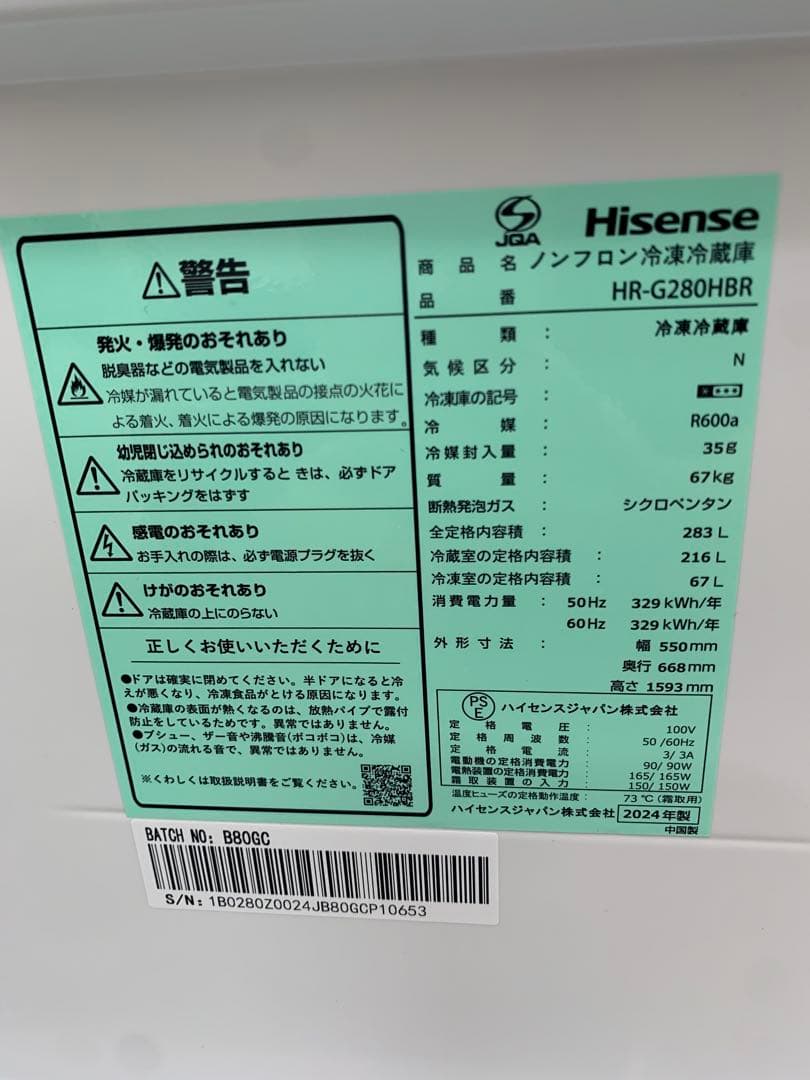 警告
発火・爆発のおそれあり
脱臭器などの電気製品を入れない
冷媒が漏れていると電気製品の接点の火花に
よる着火、着火による爆発の原因になります。
幼児閉じ込められのおそれあり
冷蔵庫をリサイクルするときは、必ずドア
パッキングをはずす
感電のおそれあり
お手入れの際は、必ず電源プラグを抜く
けがのおそれあり
冷蔵庫の上にのらない
正しくお使いいただくために
●ドアは確実に閉めてください。半ドアになると冷
えが悪くなり、冷凍食品がとける原因になります。
●冷蔵庫の表面が熱くなるのは、放熱パイプで露付
防止をしているためです。異常ではありません。
●ブシュー、ザー音や沸騰音(ボコボコ)は、冷媒
(ガス)の流れる音で、異常ではありません。
※くわしくは取扱説明書をご覧ください。
JQA
Hisense
商品名 ノンフロン冷凍冷蔵庫
品番 HR-G280HBR
種類 : 冷凍冷蔵庫
気候区分 : N
冷凍庫の記号 :
冷媒 : R600a
冷媒封入量 : 35g
質量 : 67kg
断熱発泡ガス : シクロペンタン
全定格内容積 : 283 L
冷蔵室の定格内容積 : 216 L
冷凍室の定格内容積 : 67 L
消費電力量 : 50Hz 329 kWh/年
60Hz 329 kWh/年
外形寸法 : 幅 550mm
奥行 668mm
高さ 1593mm
PSE ハイセンスジャパン株式会社
定格電圧 : 100V
定格周波数 : 50/60Hz
定格電流 : 3/3A
電動機の定格消費電力 : 90/90W
電熱装置の定格消費電力 : 165/165W
霜取装置の入力 : 150/150W
温度ヒューズの定格動作温度 : 73℃(霜取用)
ハイセンスジャパン株式会社 2024年製
中国製
BATCH NO: B80GC
S/N: 1B0280Z0024JB80GCP10653